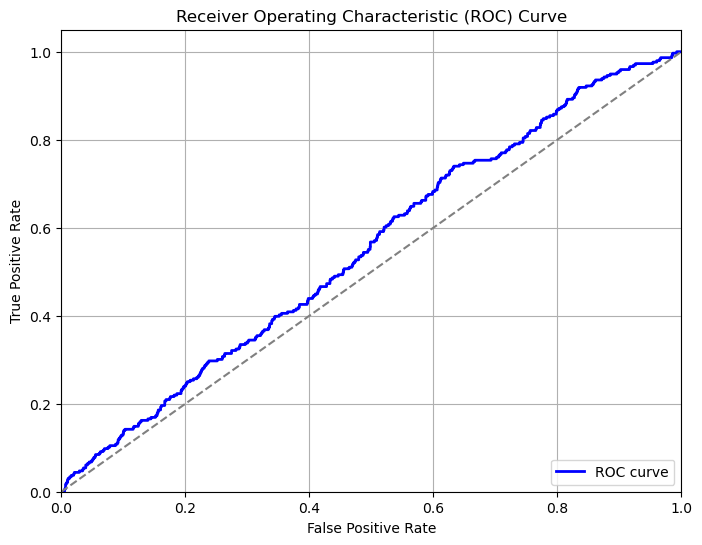 Receiver Operating Characteristic (ROC) Curve
True Positive Rate
1.0
0.8
0.6
0.4
0.2
0.0
0.0 0.2 0.4 0.6 0.8 1.0
False Positive Rate
ROC curve